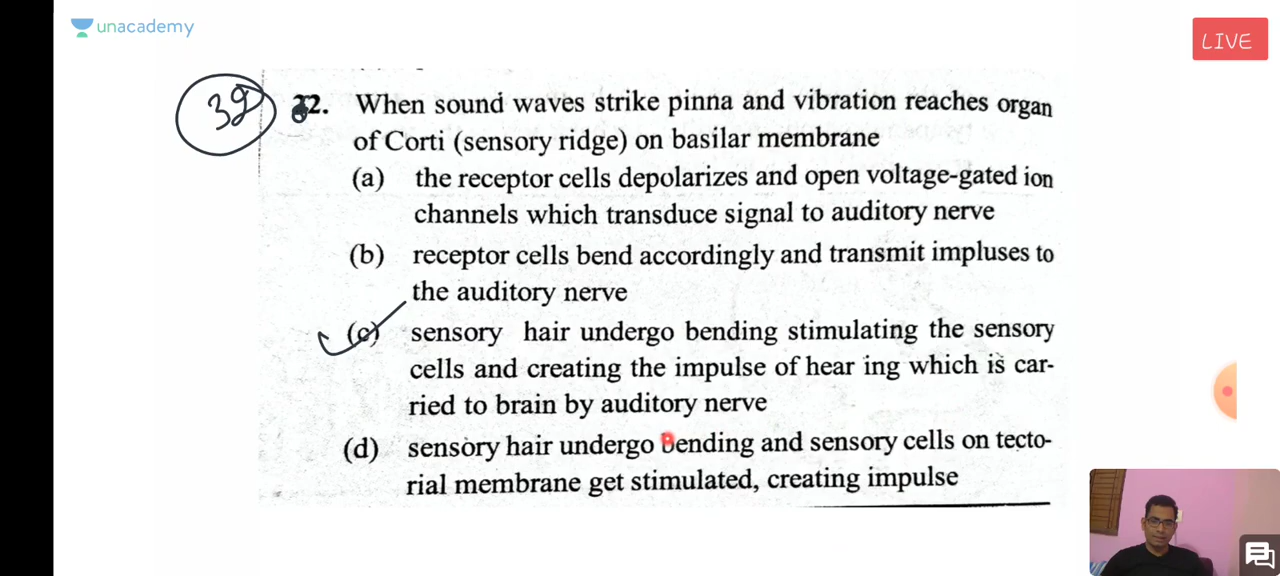 unacademy
LIVE
38 32. When sound waves strike pinna and vibration reaches organ
of Corti (sensory ridge) on basilar membrane
(a) the receptor cells depolarizes and open voltage-gated ion
channels which transduce signal to auditory nerve
(b) receptor cells bend accordingly and transmit impluses to
the auditory nerve
(c) sensory hair undergo bending stimulating the sensory
cells and creating the impulse of hear ing which is car-
ried to brain by auditory nerve
(d) sensory hair undergo bending and sensory cells on tecto-
rial membrane get stimulated, creating impulse